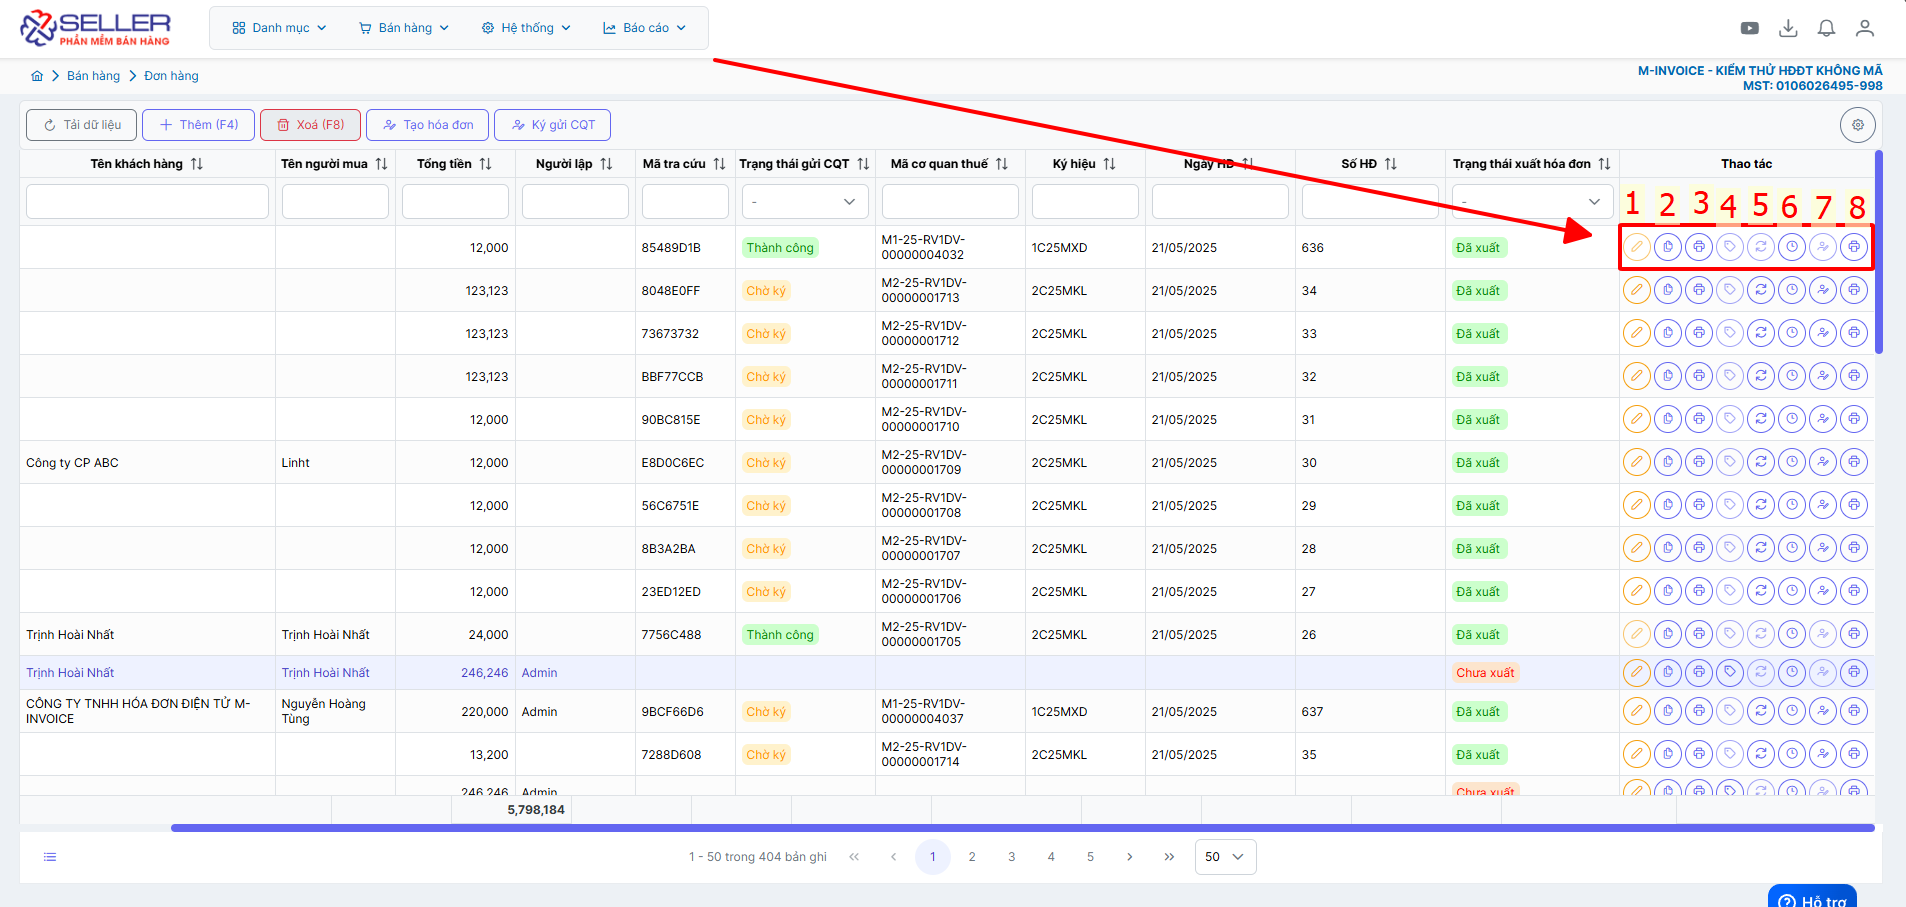 SELLER
PHẦN MỀM BÁN HÀNG
Danh mục
Bán hàng
Hệ thống
Báo cáo
Bán hàng
Đơn hàng
M-INVOICE - KIỂM THỬ HĐĐT KHÔNG MÃ
MST: 0106026495-998
Tải dữ liệu
Thêm (F4)
Xoá (F8)
Tạo hóa đơn
Ký gửi CQT
Tên khách hàng Tên người mua Tổng tiền Người lập Mã tra cứu Trạng thái gửi CQT Mã cơ quan thuế Ký hiệu Ngày HĐ Số HĐ Trạng thái xuất hóa đơn Thao tác
- -
1 2 3 4 5 6 7 8
12,000 85489D1B Thành công M1-25-RV1DV-00000004032 1C25MXD 21/05/2025 636 Đã xuất
123,123 8048E0FF Chờ ký M2-25-RV1DV-00000001713 2C25MKL 21/05/2025 34 Đã xuất
123,123 73673732 Chờ ký M2-25-RV1DV-00000001712 2C25MKL 21/05/2025 33 Đã xuất
123,123 BBF77CCB Chờ ký M2-25-RV1DV-00000001711 2C25MKL 21/05/2025 32 Đã xuất
12,000 90BC815E Chờ ký M2-25-RV1DV-00000001710 2C25MKL 21/05/2025 31 Đã xuất
Công ty CP ABC Linht 12,000 E8D0C6EC Chờ ký M2-25-RV1DV-00000001709 2C25MKL 21/05/2025 30 Đã xuất
12,000 56C6751E Chờ ký M2-25-RV1DV-00000001708 2C25MKL 21/05/2025 29 Đã xuất
12,000 8B3A2BA Chờ ký M2-25-RV1DV-00000001707 2C25MKL 21/05/2025 28 Đã xuất
12,000 23ED12ED Chờ ký M2-25-RV1DV-00000001706 2C25MKL 21/05/2025 27 Đã xuất
Trịnh Hoài Nhất Trịnh Hoài Nhất 24,000 7756C488 Thành công M2-25-RV1DV-00000001705 2C25MKL 21/05/2025 26 Đã xuất
Trịnh Hoài Nhất Trịnh Hoài Nhất 246,246 Admin Chưa xuất
CÔNG TY TNHH HÓA ĐƠN ĐIỆN TỬ M-INVOICE Nguyễn Hoàng Tùng 220,000 Admin 9BCF66D6 Chờ ký M1-25-RV1DV-00000004037 1C25MXD 21/05/2025 637 Đã xuất
13,200 7288D608 Chờ ký M2-25-RV1DV-00000001714 2C25MKL 21/05/2025 35 Đã xuất
246,246 Admin Chưa xuất
5,798,184
1 - 50 trong 404 bản ghi
1 2 3 4 5
50
Hỗ trợ